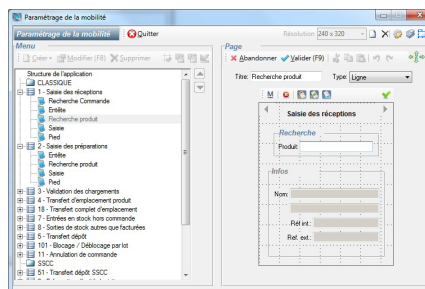 Paramétrage de la mobilité
Paramétrage de la mobilité
Quitter
Résolution 240 x 320
Menu
Créer
Modifier (F8)
Supprimer
Structure de l'application
CLASSIQUE
1 - Saisie des réceptions
Recherche Commande
Entête
Recherche produit
Saisie
Pied
2 - Saisie des préparations
Entête
Recherche produit
Saisie
Pied
3 - Validation des chargements
4 - Transfert d'emplacement produit
18 - Transfert complet d'emplacement
7 - Entrées en stock hors commande
8 - Sorties de stock autres que facturées
5 - Transfert dépôt
101 - Blocage / Déblocage par lot
11 - Annulation de commande
SSCC
51 - Transfert dépôt SSCC
Page
Abandonner
Valider (F9)
Titre: Recherche produit
Type: Ligne
M
Saisie des réceptions
Recherche
Produit
Infos
Nom:
Réf int.:
Ref. ext.: